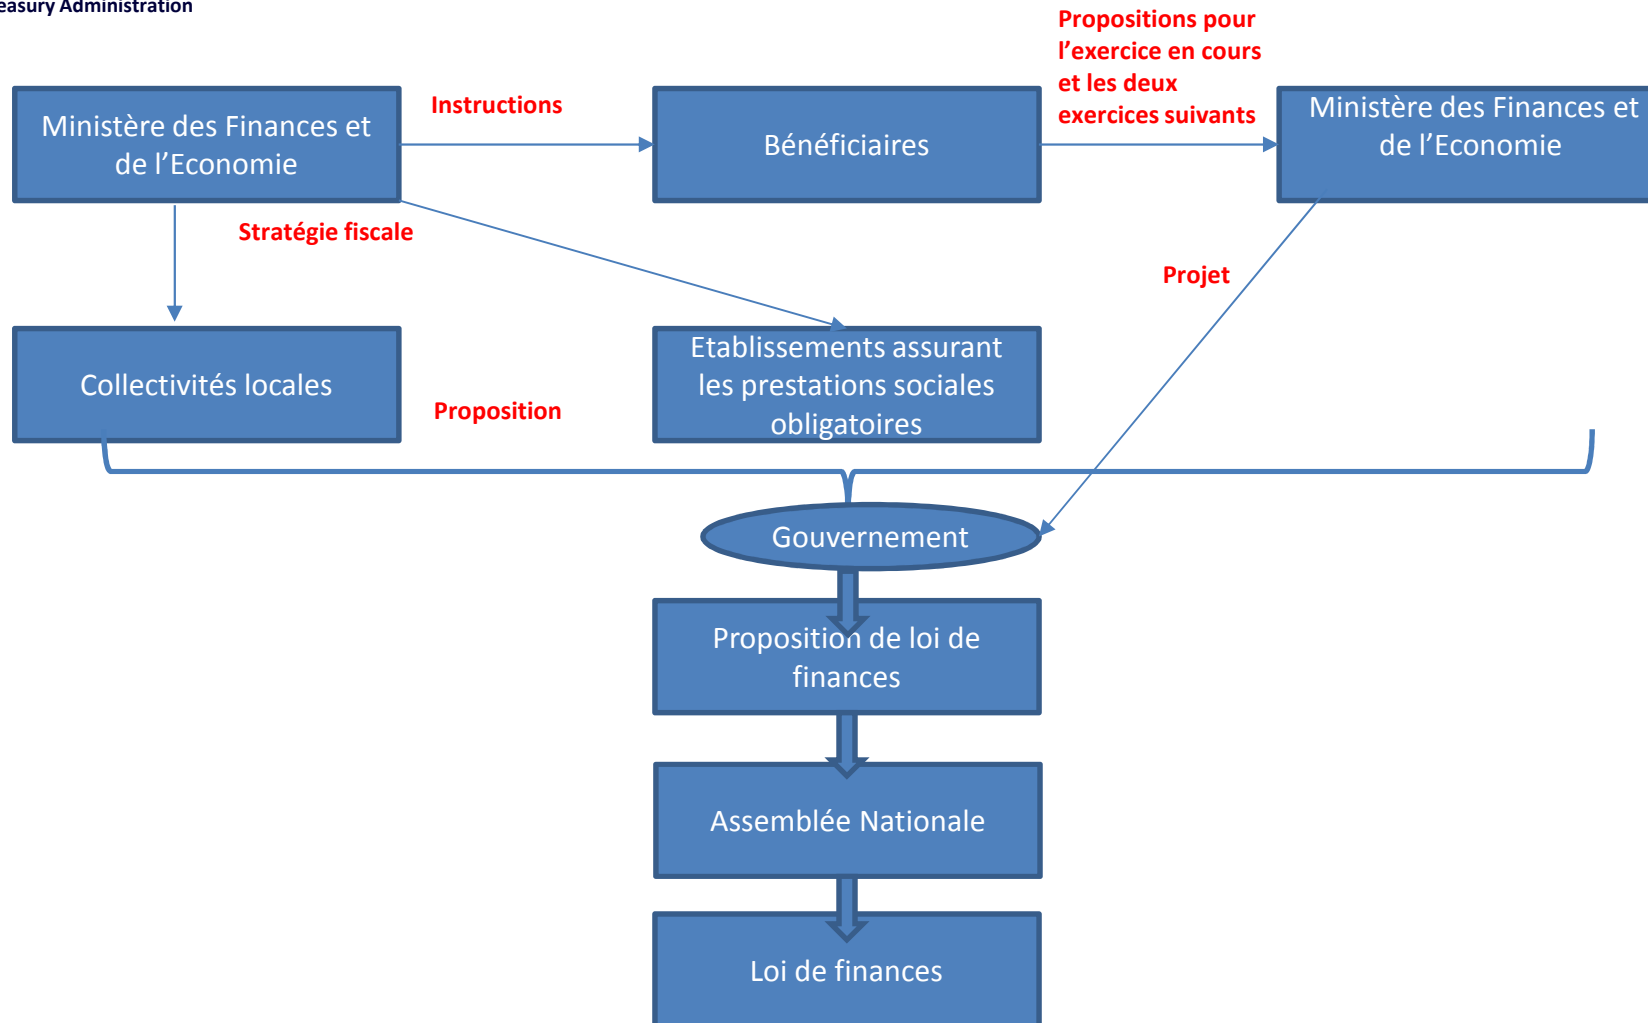 Treasury Administration
Propositions pour
l’exercice en cours
et les deux
exercices suivants
Ministère des Finances et
de l’Economie
Instructions
Bénéficiaires
Ministère des Finances et
de l’Economie
Stratégie fiscale
Projet
Collectivités locales
Etablissements assurant
les prestations sociales
obligatoires
Proposition
Gouvernement
Proposition de loi de
finances
Assemblée Nationale
Loi de finances